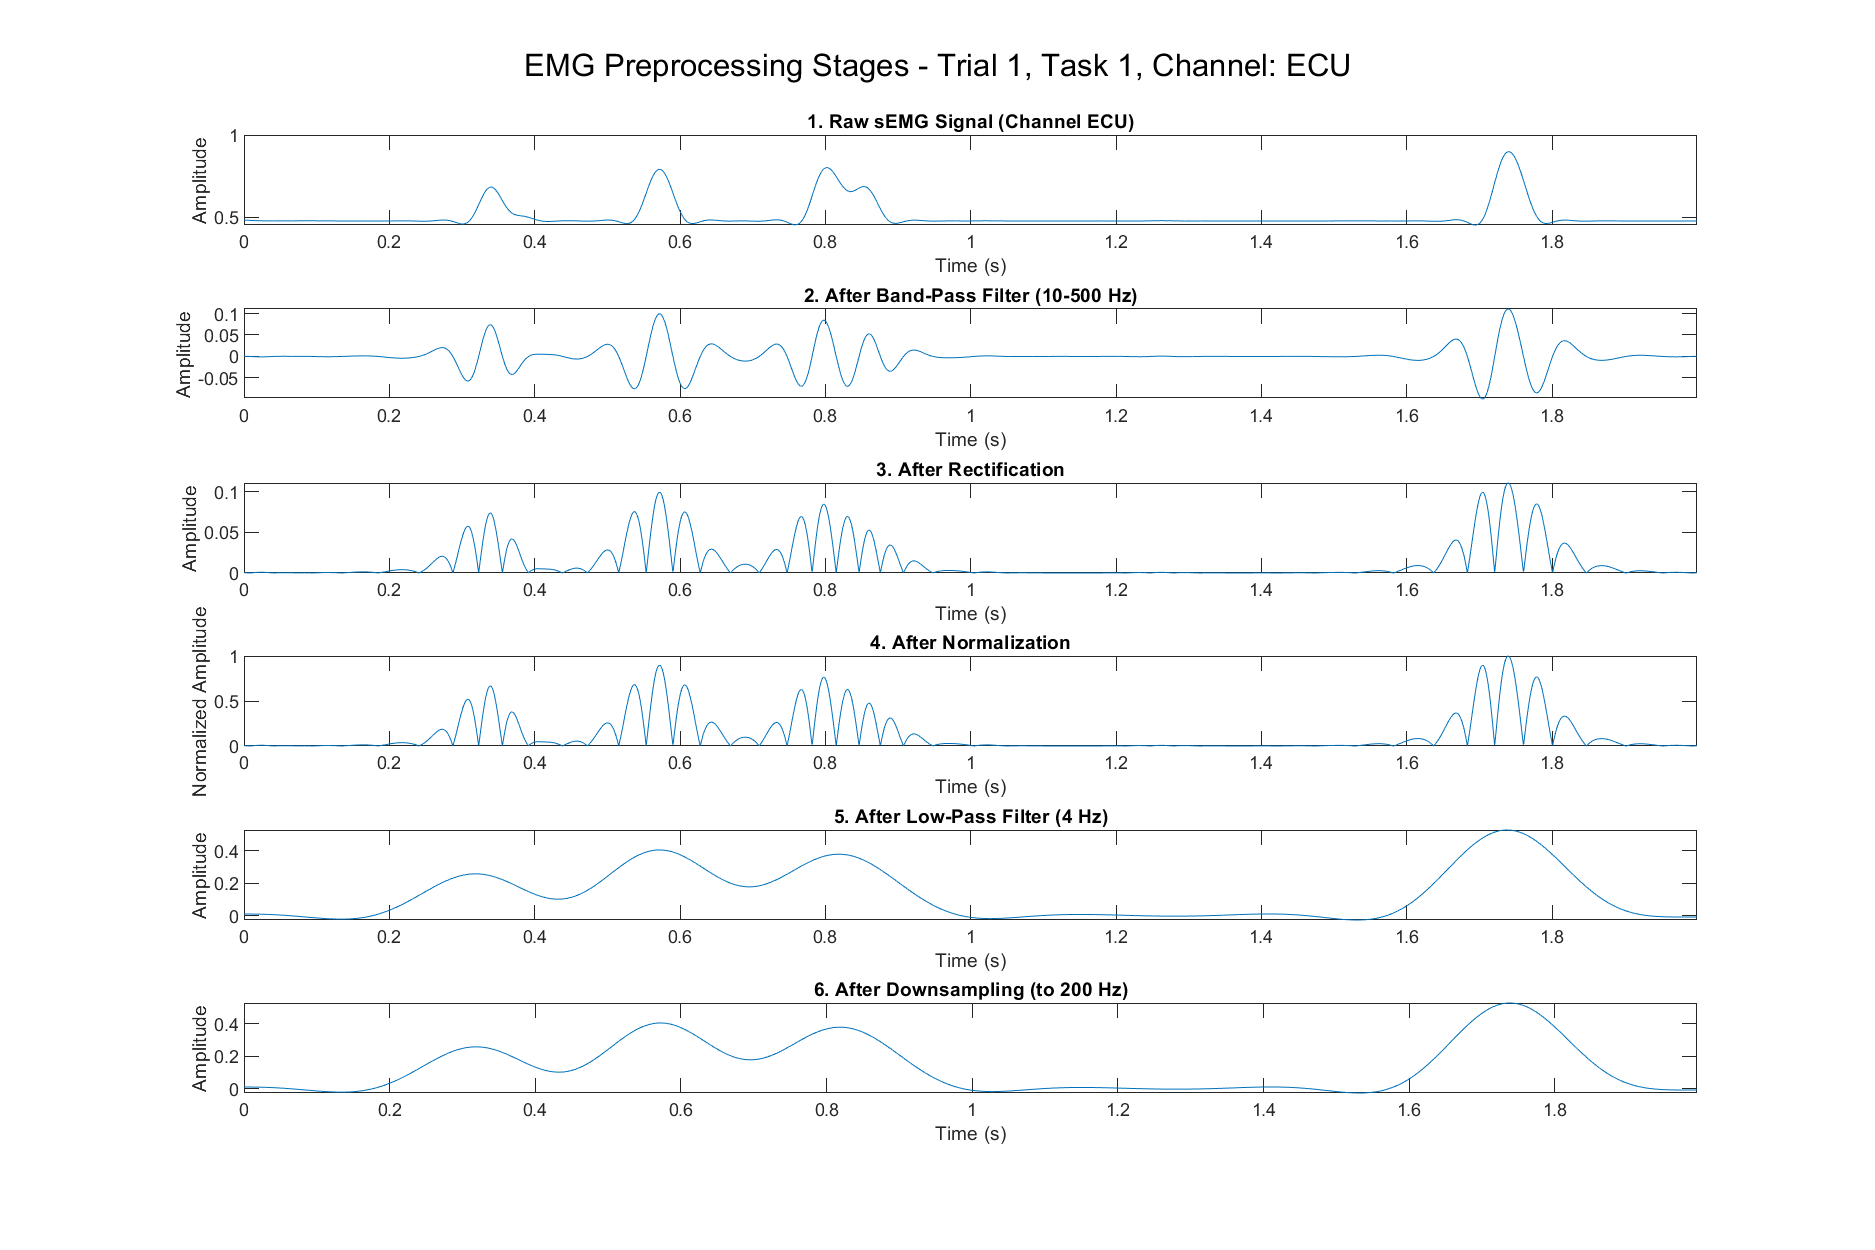 EMG Preprocessing Stages - Trial 1, Task 1, Channel: ECU
1. Raw sEMG Signal (Channel ECU)
Amplitude
1
0.5
0 0.2 0.4 0.6 0.8 1 1.2 1.4 1.6 1.8
Time (s)
2. After Band-Pass Filter (10-500 Hz)
Amplitude
0.1
0.05
0
-0.05
0 0.2 0.4 0.6 0.8 1 1.2 1.4 1.6 1.8
Time (s)
3. After Rectification
Amplitude
0.1
0.05
0
0 0.2 0.4 0.6 0.8 1 1.2 1.4 1.6 1.8
Time (s)
4. After Normalization
Normalized Amplitude
1
0.5
0
0 0.2 0.4 0.6 0.8 1 1.2 1.4 1.6 1.8
Time (s)
5. After Low-Pass Filter (4 Hz)
Amplitude
0.4
0.2
0
0 0.2 0.4 0.6 0.8 1 1.2 1.4 1.6 1.8
Time (s)
6. After Downsampling (to 200 Hz)
Amplitude
0.4
0.2
0
0 0.2 0.4 0.6 0.8 1 1.2 1.4 1.6 1.8
Time (s)